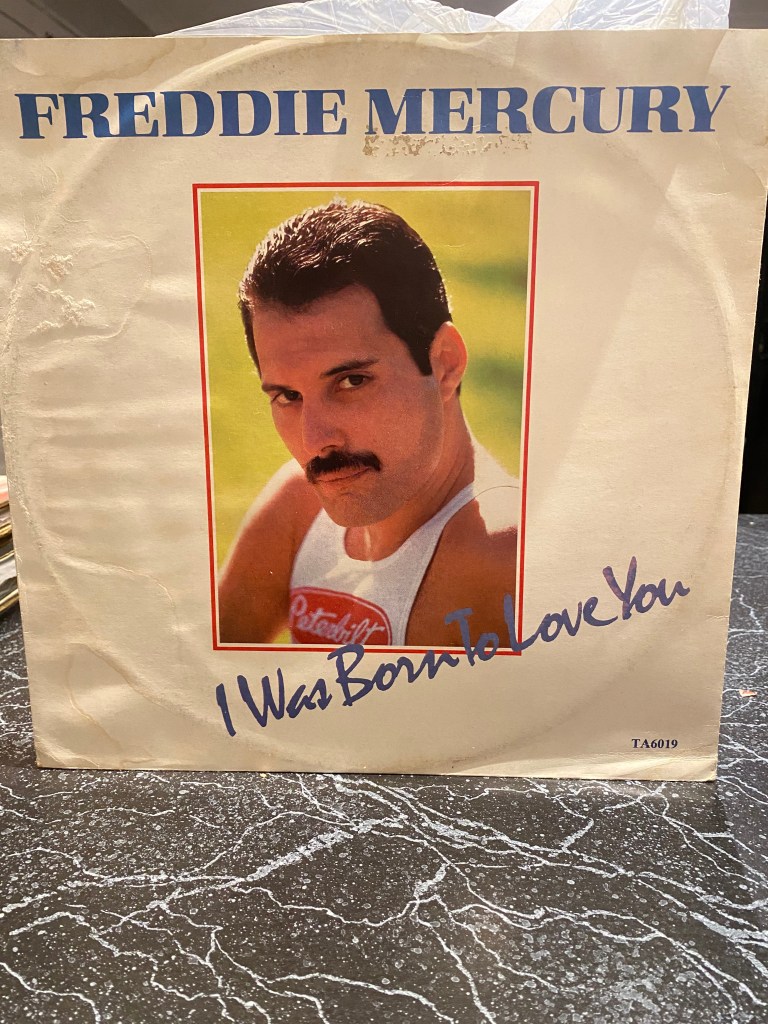 FREDDIE MERCURY
Peterbilt
I Was Born To Love You
TA6019